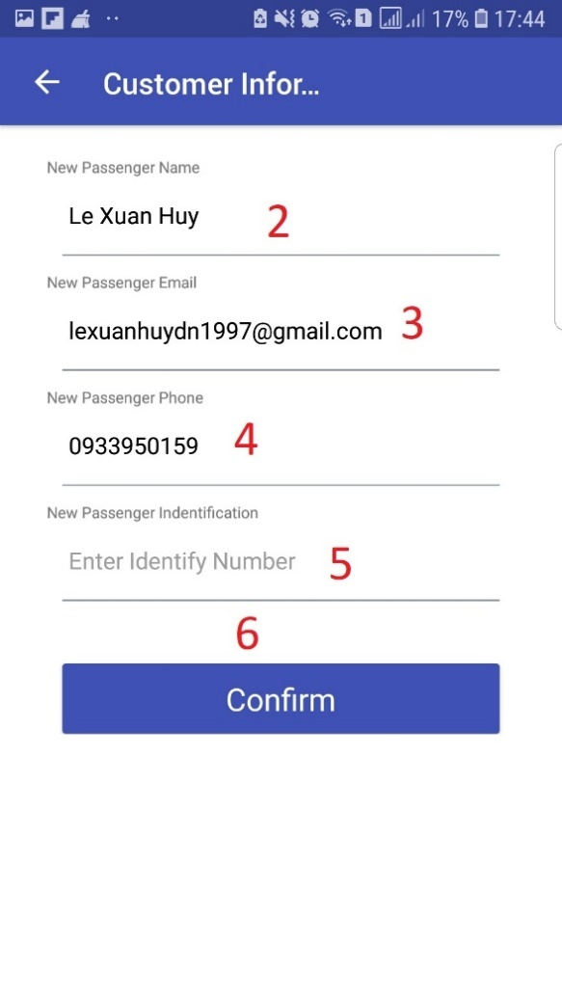 17% 17:44
Customer Infor...
New Passenger Name
Le Xuan Huy 2
New Passenger Email
lexuanhuydn1997@gmail.com 3
New Passenger Phone
0933950159 4
New Passenger Indentification
Enter Identify Number 5
6
Confirm